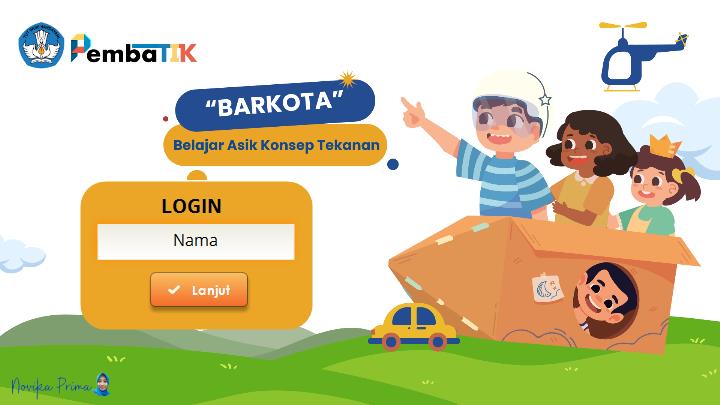 PembaTIK
“BARKOTA”
Belajar Asik Konsep Tekanan
LOGIN
Nama
Lanjut
Novika Prima